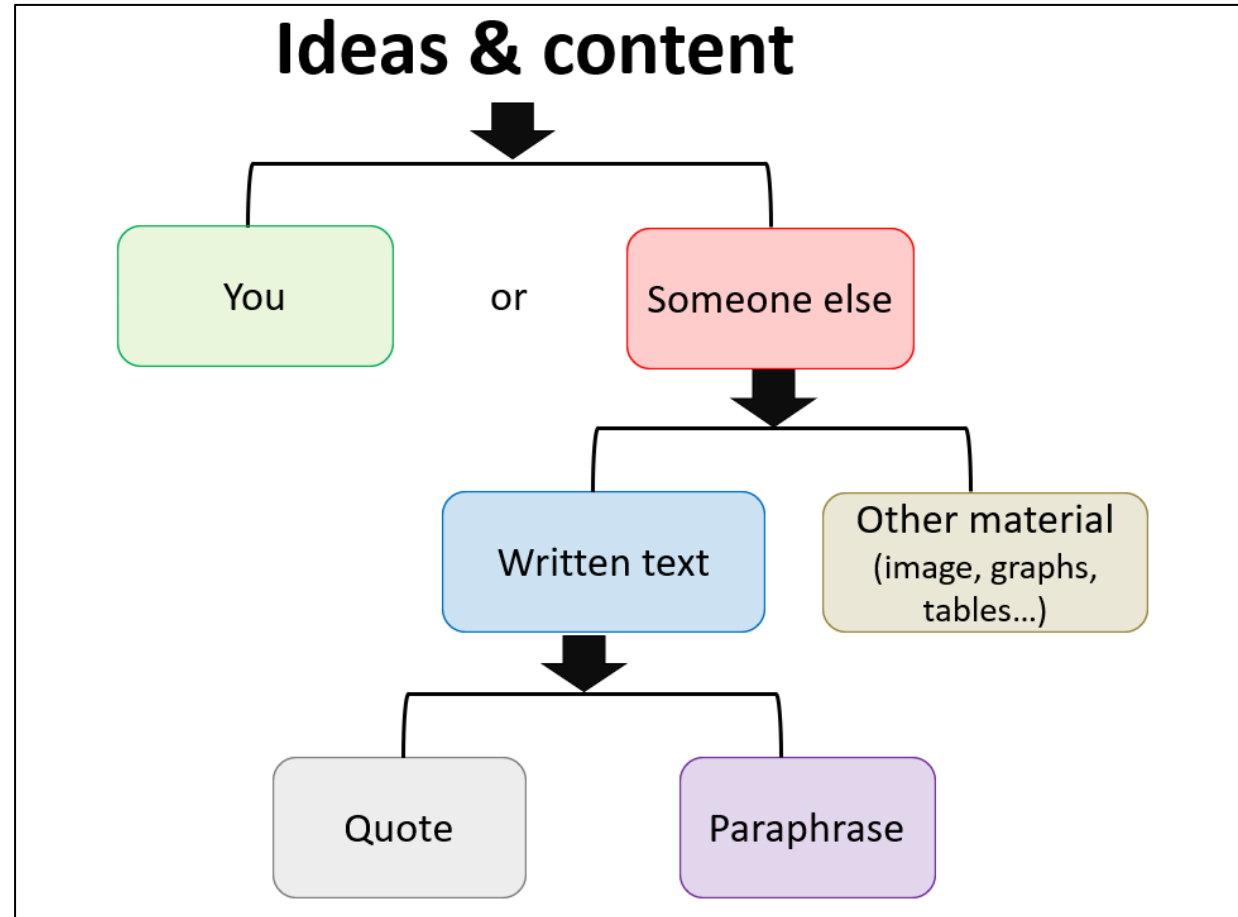 Ideas & content
You
or
Someone else
Written text
Other material
(image, graphs,
tables...)
Quote
Paraphrase